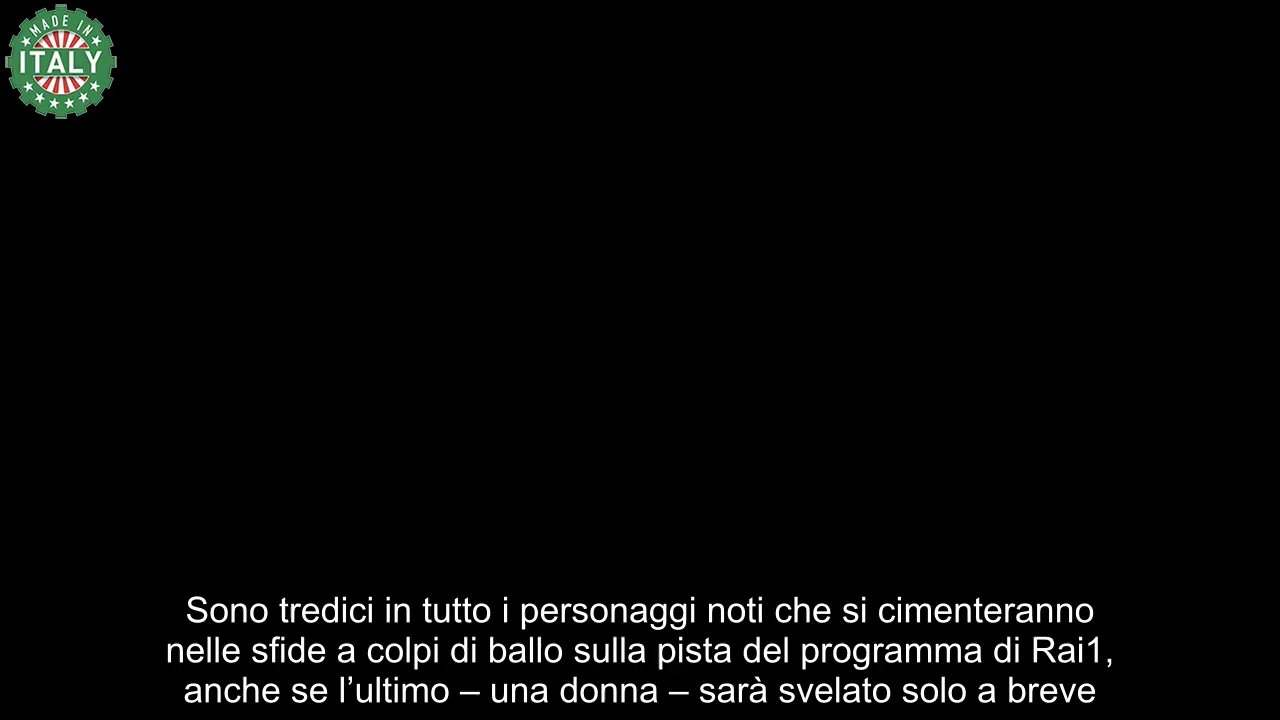 MADE IN
ITALY
Sono tredici in tutto i personaggi noti che si cimenteranno
nelle sfide a colpi di ballo sulla pista del programma di Rai1,
anche se l’ultimo – una donna – sarà svelato solo a breve